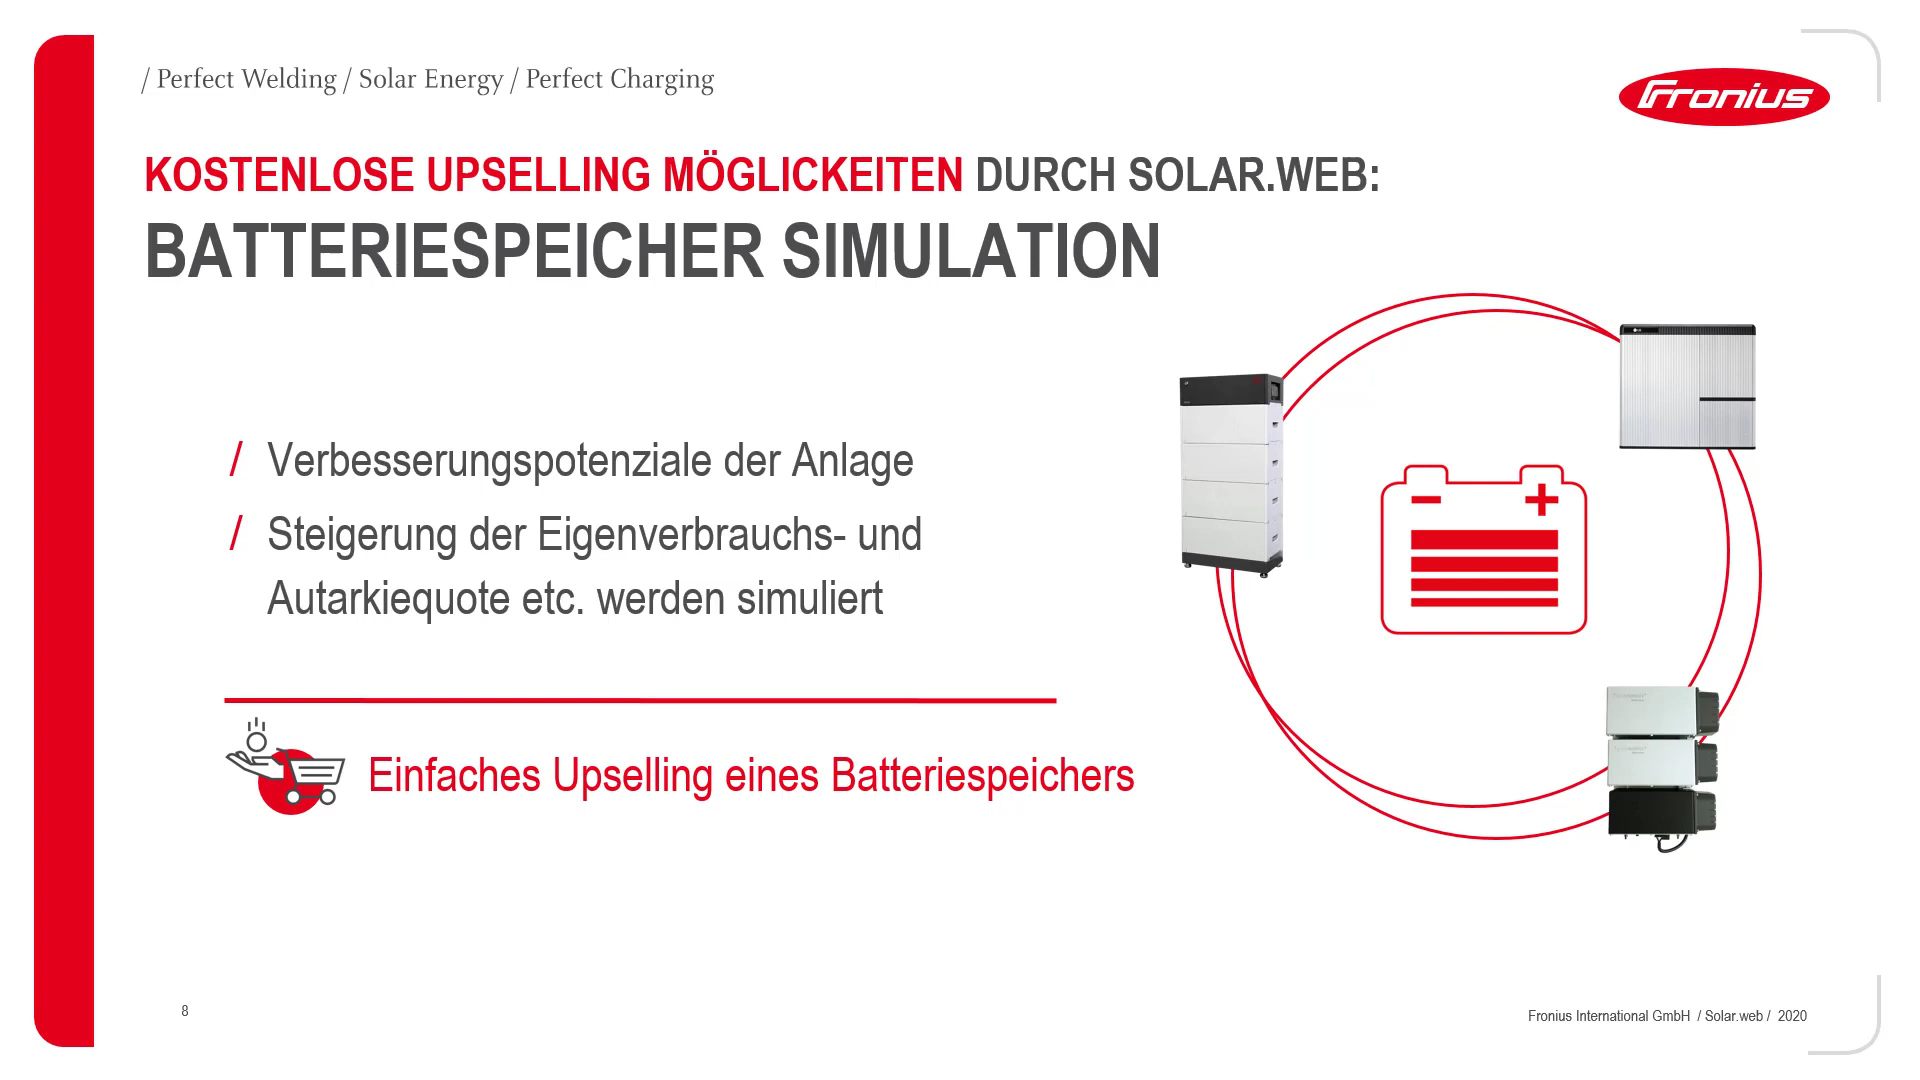 / Perfect Welding / Solar Energy / Perfect Charging
Fronius
KOSTENLOSE UPSELLING MÖGLICKEITEN DURCH SOLAR.WEB:
BATTERIESPEICHER SIMULATION
/ Verbesserungspotenziale der Anlage
/ Steigerung der Eigenverbrauchs- und
Autarkiequote etc. werden simuliert
Einfaches Upselling eines Batteriespeichers
8
Fronius International GmbH / Solar.web / 2020